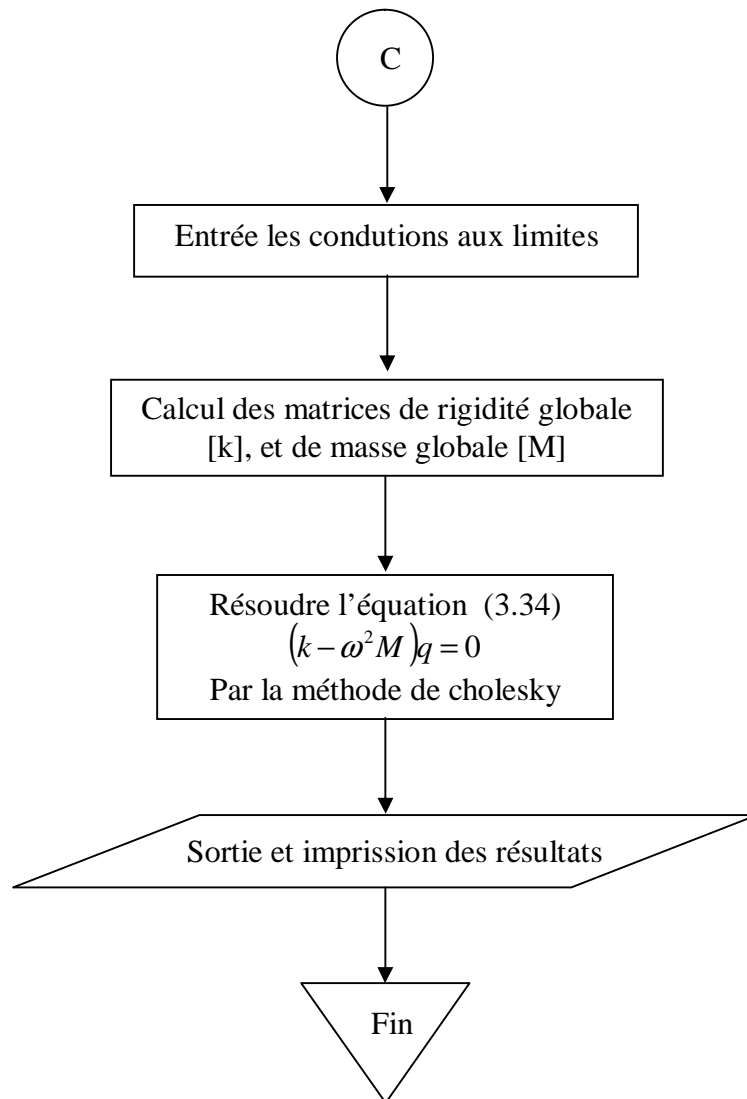 C
Entrée les condutions aux limites
Calcul des matrices de rigidité globale
[k], et de masse globale [M]
Résoudre l’équation (3.34)
(k − ω²M)q = 0
Par la méthode de cholesky
Sortie et imprission des résultats
Fin